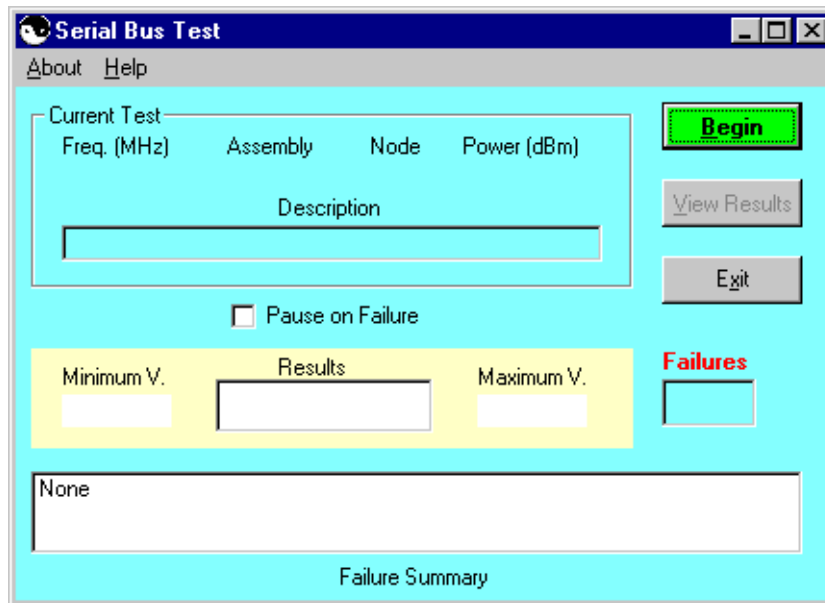 Serial Bus Test
About Help
Current Test
Freq. (MHz) Assembly Node Power (dBm)
Description
Begin
View Results
Exit
Pause on Failure
Minimum V. Results Maximum V.
Failures
None
Failure Summary